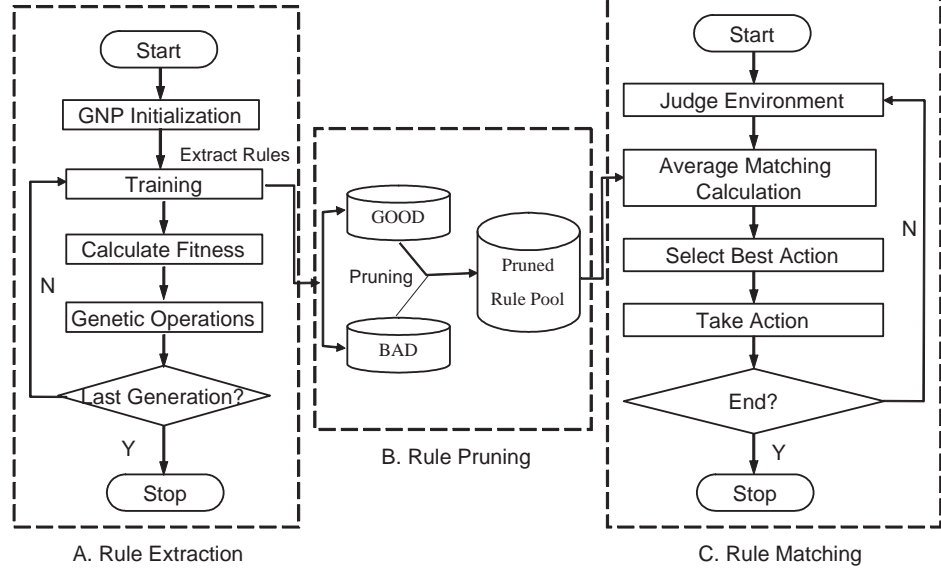 Start
GNP Initialization
Extract Rules
Training
Calculate Fitness
N
Genetic Operations
Last Generation?
Y
Stop
A. Rule Extraction
GOOD
Pruning
BAD
Pruned
Rule Pool
B. Rule Pruning
Start
Judge Environment
Average Matching
Calculation
N
Select Best Action
Take Action
End?
Y
Stop
C. Rule Matching